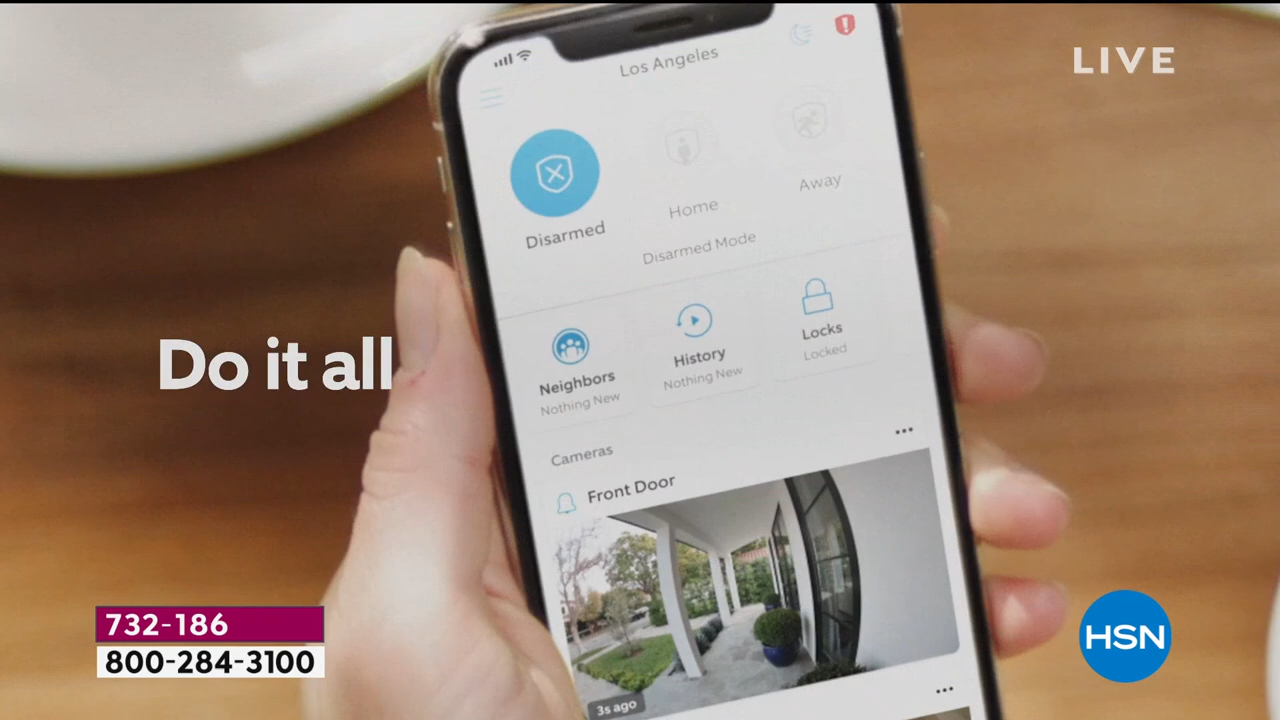 LIVE
Los Angeles
Disarmed
Home
Away
Disarmed Mode
Neighbors
Nothing New
History
Nothing New
Locks
Locked
Cameras
Front Door
3s ago
Do it all
732-186
800-284-3100
HSN